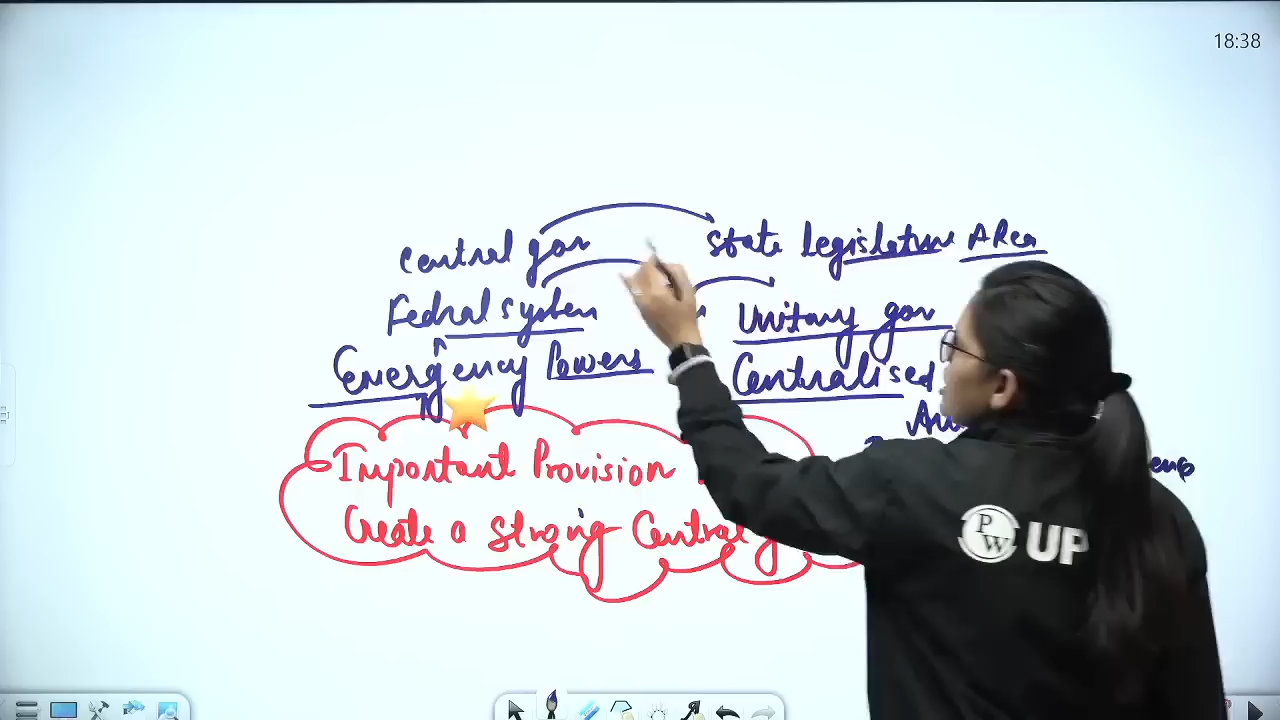 18:38
Central gov State legislature Area
Fedral system Unitary gov
Emergency Powers Centralised
Important Provision
Create a strong Central
PW UP